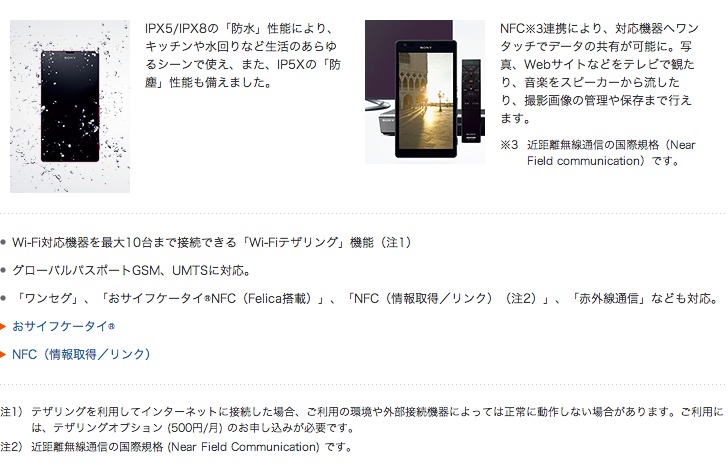 IPX5/IPX8の「防水」性能により、
キッチンや水回りなど生活のあらゆ
るシーンで使え、また、IP5Xの「防
塵」性能も備えました。
NFC※3連携により、対応機器へワン
タッチでデータの共有が可能に。写
真、Webサイトなどをテレビで観た
り、音楽をスピーカーから流した
り、撮影画像の管理や保存まで行え
ます。
※3 近距離無線通信の国際規格（Near
Field communication）です。
SONY
SONY
SONY
• Wi-Fi対応機器を最大10台まで接続できる「Wi-Fiテザリング」機能（注1）
• グローバルパスポートGSM、UMTSに対応。
• 「ワンセグ」、「おサイフケータイ®NFC（Felica搭載）」、「NFC（情報取得／リンク）（注2）」、「赤外線通信」なども対応。
おサイフケータイ®
NFC（情報取得／リンク）
注1） テザリングを利用してインターネットに接続した場合、ご利用の環境や外部接続機器によっては正常に動作しない場合があります。ご利用に
は、テザリングオプション (500円/月) のお申し込みが必要です。
注2） 近距離無線通信の国際規格 (Near Field Communication) です。